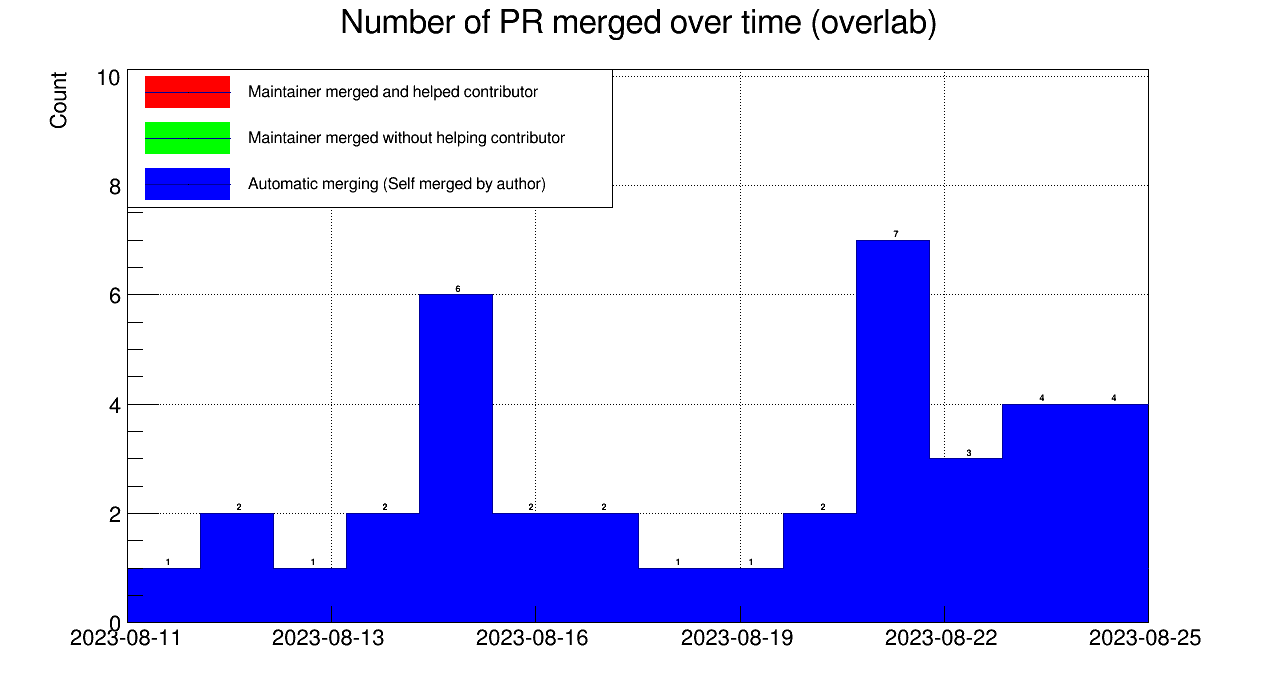 Number of PR merged over time (overlab)
Count
10
8
6
4
2
0
Maintainer merged and helped contributor
Maintainer merged without helping contributor
Automatic merging (Self merged by author)
1 2 1 2 6 2 2 1 1 2 7 3 4 4
2023-08-11 2023-08-13 2023-08-16 2023-08-19 2023-08-22 2023-08-25